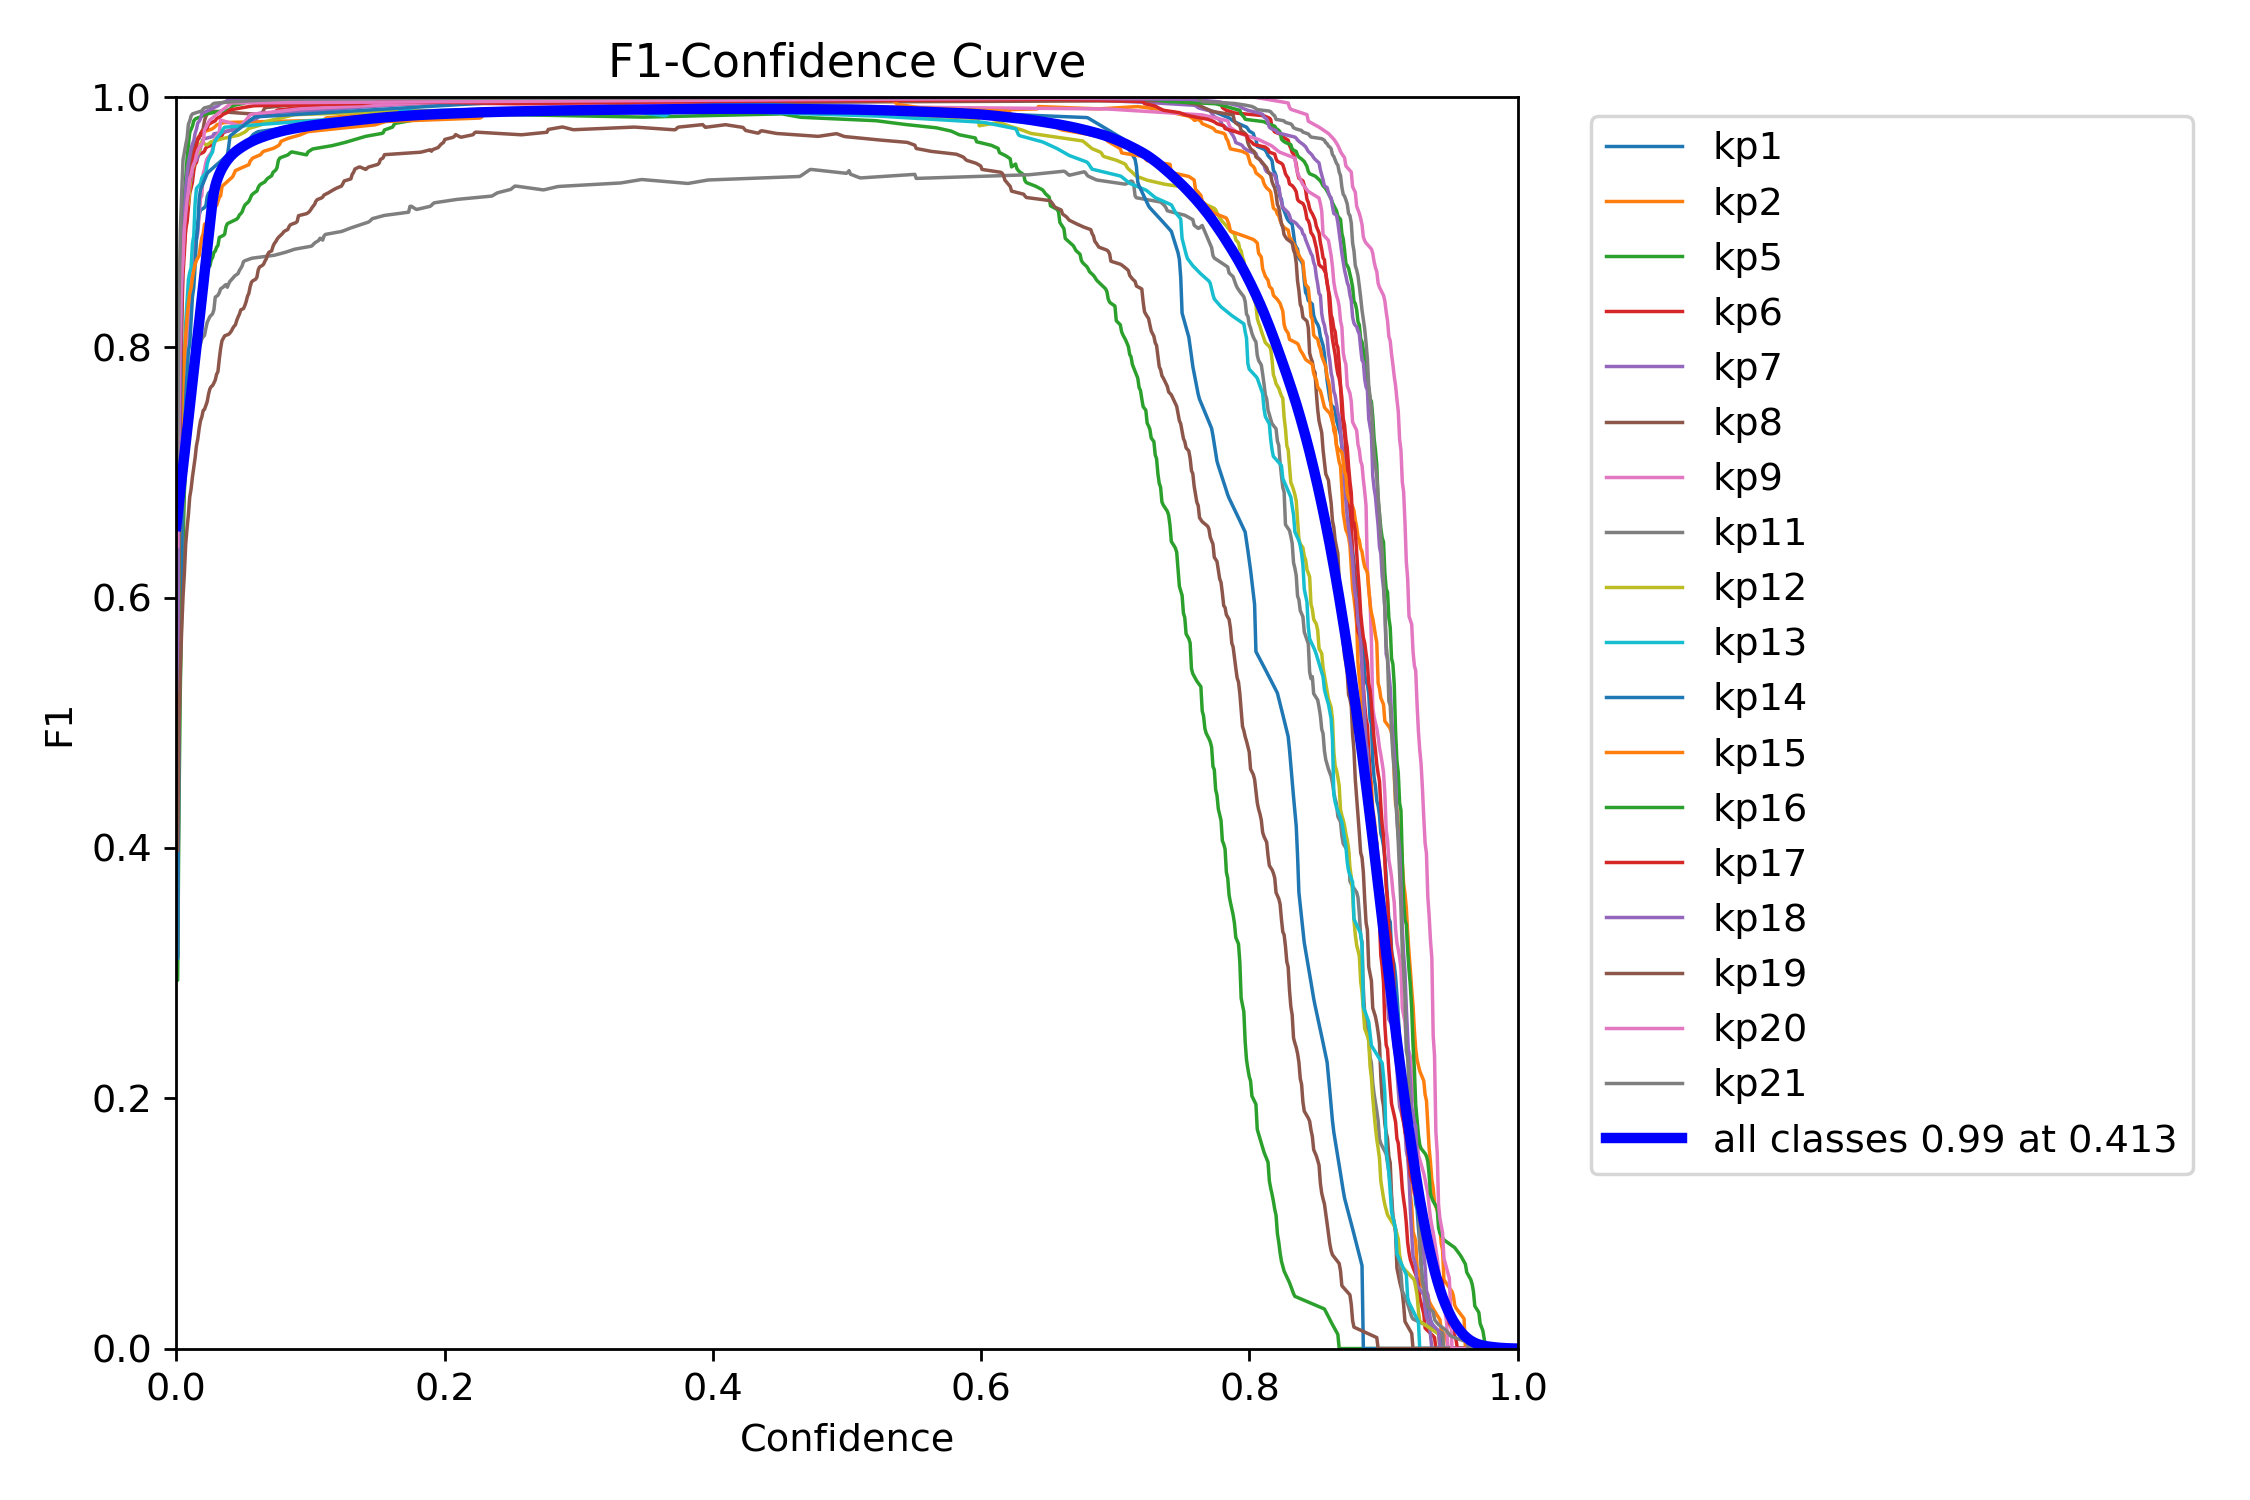 F1-Confidence Curve
1.0
0.8
0.6
0.4
0.2
0.0
F1
0.0 0.2 0.4 0.6 0.8 1.0
Confidence
kp1
kp2
kp5
kp6
kp7
kp8
kp9
kp11
kp12
kp13
kp14
kp15
kp16
kp17
kp18
kp19
kp20
kp21
all classes 0.99 at 0.413